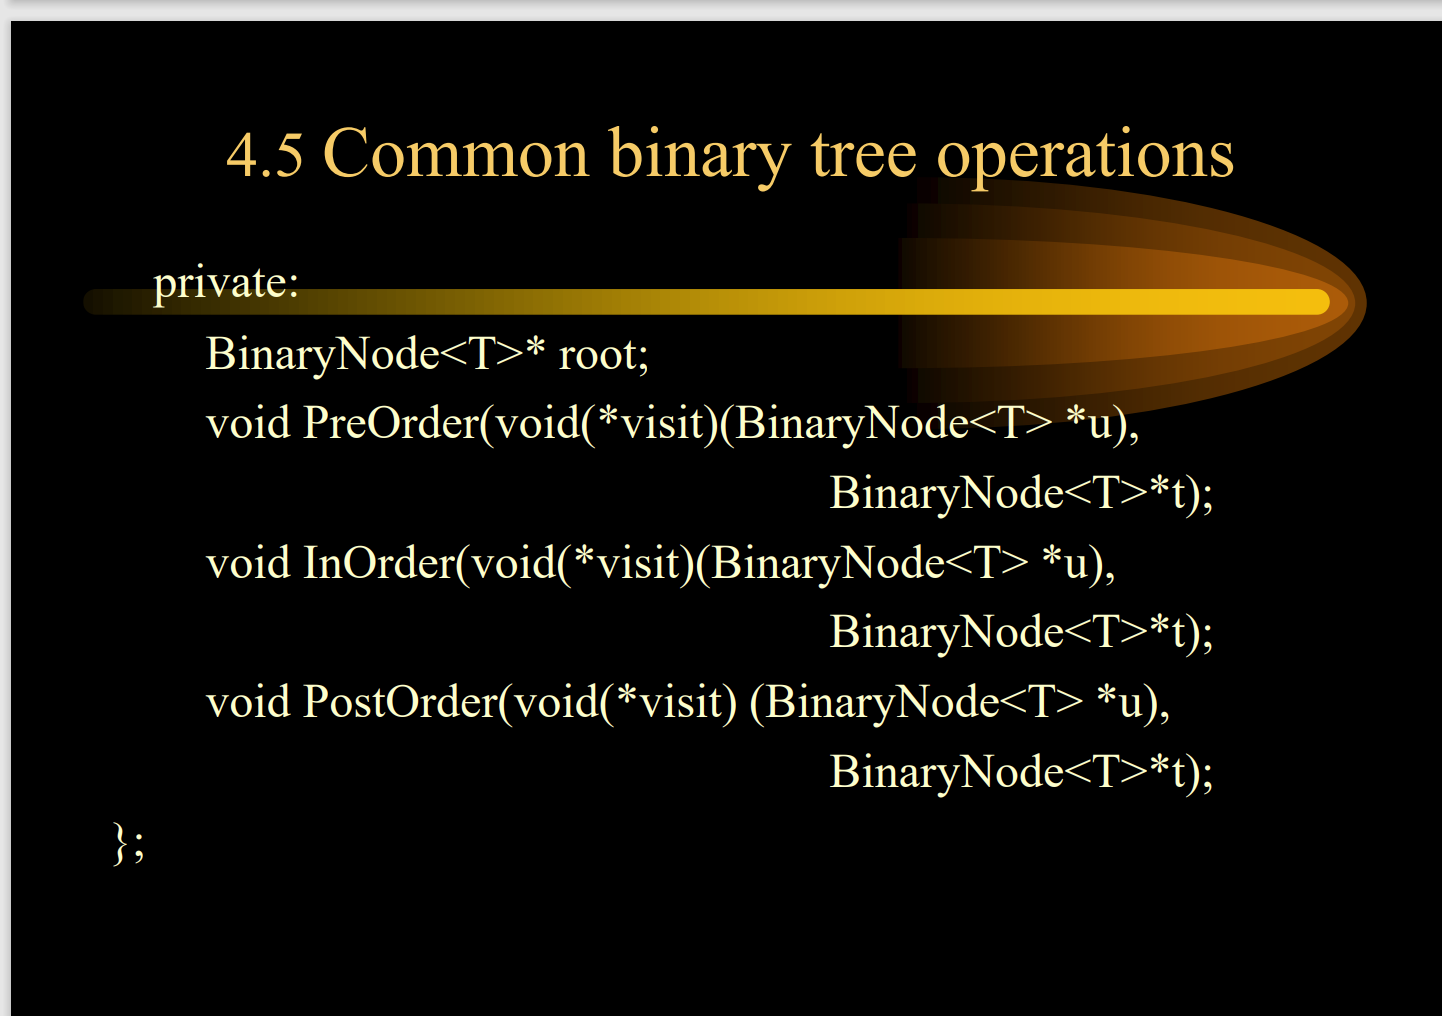 4.5 Common binary tree operations
private:
BinaryNode<T>* root;
void PreOrder(void(*visit)(BinaryNode<T> *u),
BinaryNode<T>*t);
void InOrder(void(*visit)(BinaryNode<T> *u),
BinaryNode<T>*t);
void PostOrder(void(*visit) (BinaryNode<T> *u),
BinaryNode<T>*t);
};